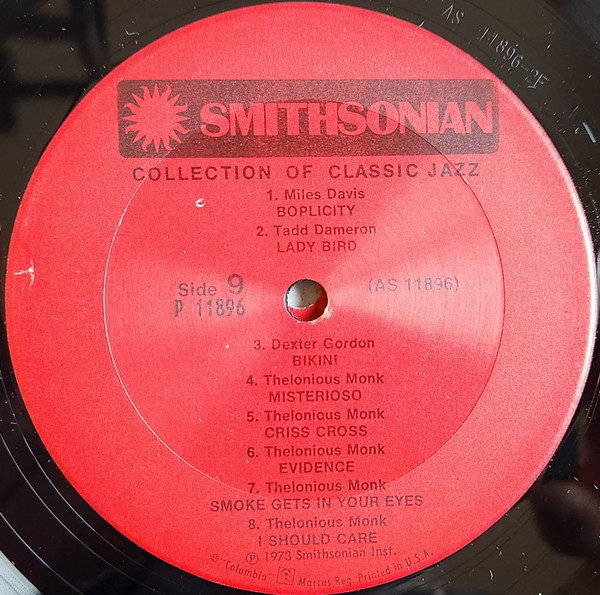 AS 11896-2F
SMITHSONIAN
COLLECTION OF CLASSIC JAZZ
1. Miles Davis
BOPLICITY
2. Tadd Dameron
LADY BIRD
Side 9
P 11896
(AS 11896)
3. Dexter Gordon
BIKINI
4. Thelonious Monk
MISTERIOSO
5. Thelonious Monk
CRISS CROSS
6. Thelonious Monk
EVIDENCE
7. Thelonious Monk
SMOKE GETS IN YOUR EYES
8. Thelonious Monk
I SHOULD CARE
℗ 1973 Smithsonian Inst.
® "Columbia" Marcas Reg. Printed in U.S.A.